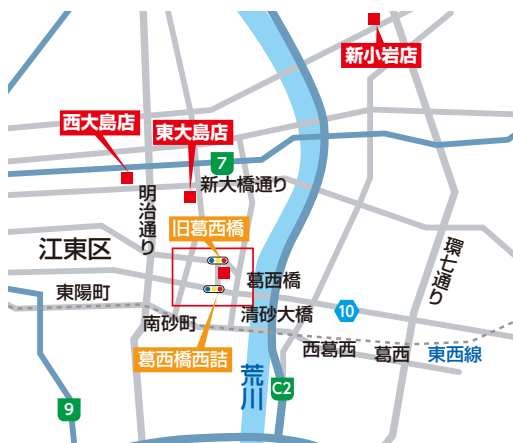 新小岩店
西大島店
東大島店
7
新大橋通り
明治通り
旧葛西橋
江東区
環七通り
葛西橋
東陽町
清砂大橋
10
南砂町
西葛西
葛西
東西線
葛西橋西詰
荒川
C2
9